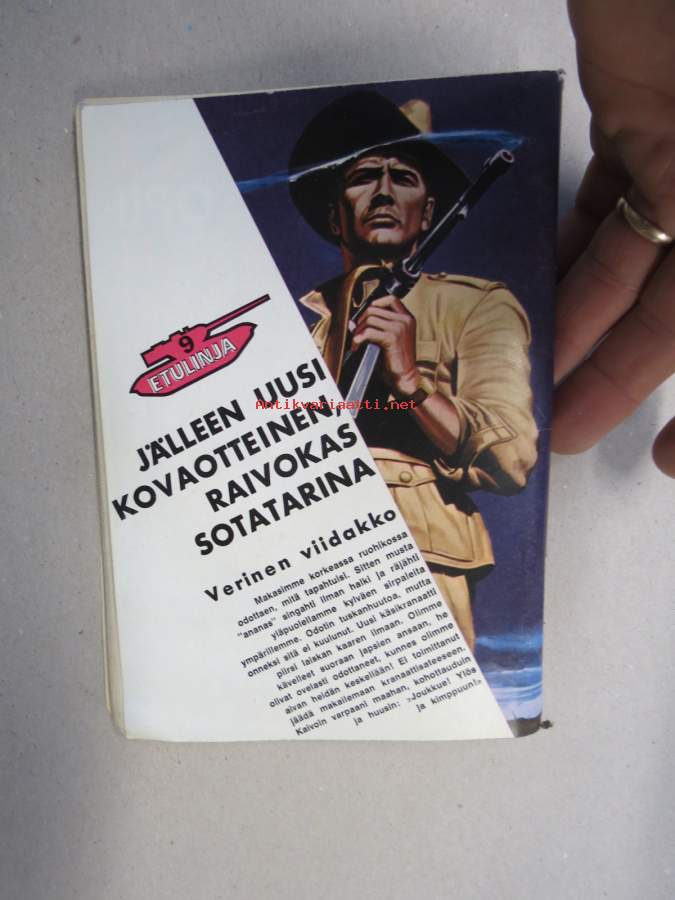 9
ETULINJA
JÄLLEEN UUSI
KOVAOTTEINEN,
RAIVOKAS
SOTATARINA
Antikvariaatti.net
Verinen viidakko
Makasimme korkeassa ruohikossa
odottaen, mitä tapahtuisi. Sitten musta
"ananas" singahti ilman halki ja räjähti
yläpuolellamme kylväen sirpaleita
ympärillemme. Odotin tuskanhuutoa, mutta
onneksi sitä ei kuulunut. Uusi käsikranaatti
piirsi laiskan kaaren ilmaan. Olimme
kävelleet suoraan japsien ansaan, he
olivat ovelasti odottaneet, kunnes olimme
aivan heidän keskellään! Ei toimittanut
jäädä makailemaan kranaattisateeseen.
Kaivoin varpaani maahan, kohottauduin
ja huusin: »Joukkue! Ylös
ja kimppuun!»